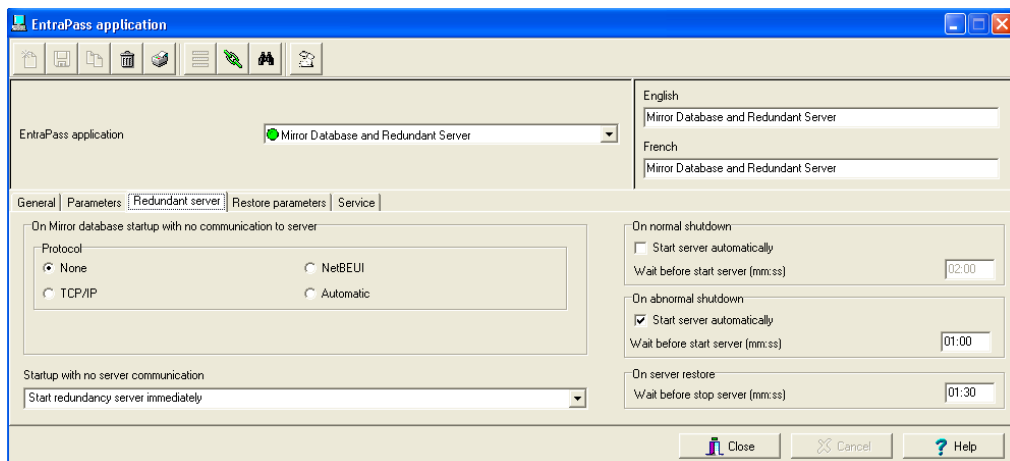 EntraPass application
English
Mirror Database and Redundant Server
EntraPass application
Mirror Database and Redundant Server
French
Mirror Database and Redundant Server
General
Parameters
Redundant server
Restore parameters
Service
On Mirror database startup with no communication to server
Protocol
None
NetBEUI
TCP/IP
Automatic
Startup with no server communication
Start redundancy server immediately
On normal shutdown
Start server automatically
Wait before start server (mm:ss)
02:00
On abnormal shutdown
Start server automatically
Wait before start server (mm:ss)
01:00
On server restore
Wait before stop server (mm:ss)
01:30
Close
Cancel
Help